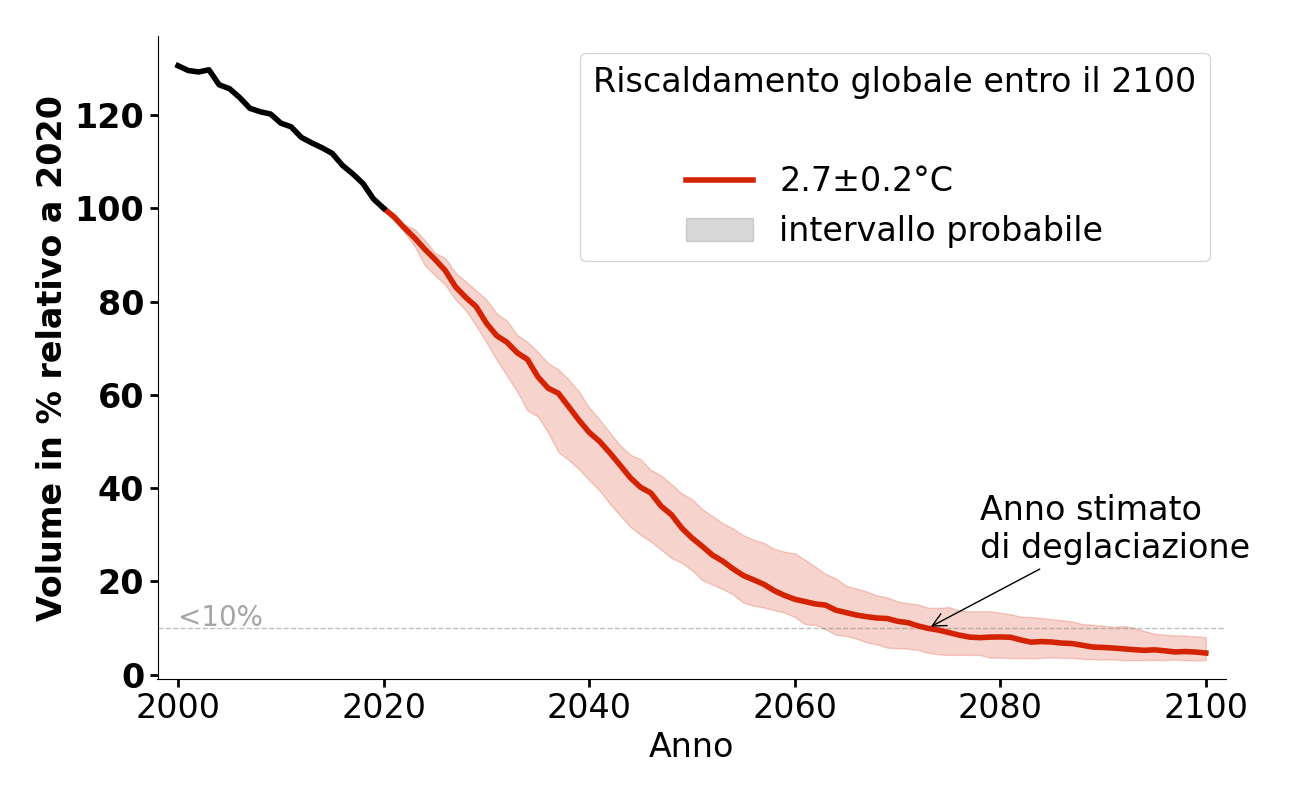 Volume in % relativo a 2020
120
100
80
60
40
20
0
Riscaldamento globale entro il 2100
2.7±0.2°C
intervallo probabile
Anno stimato
di deglaciazione
<10%
2000 2020 2040 2060 2080 2100
Anno